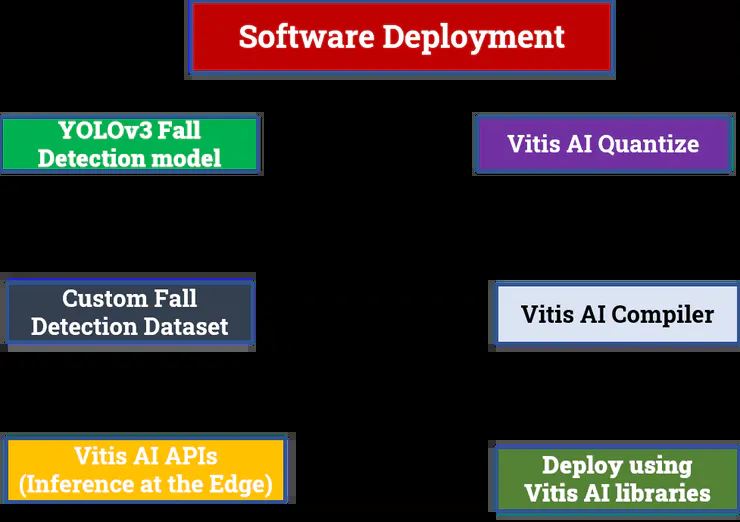 Software Deployment
YOLOv3 Fall
Detection model
Vitis AI Quantize
Custom Fall
Detection Dataset
Vitis AI Compiler
Vitis AI APIs
(Inference at the Edge)
Deploy using
Vitis AI libraries